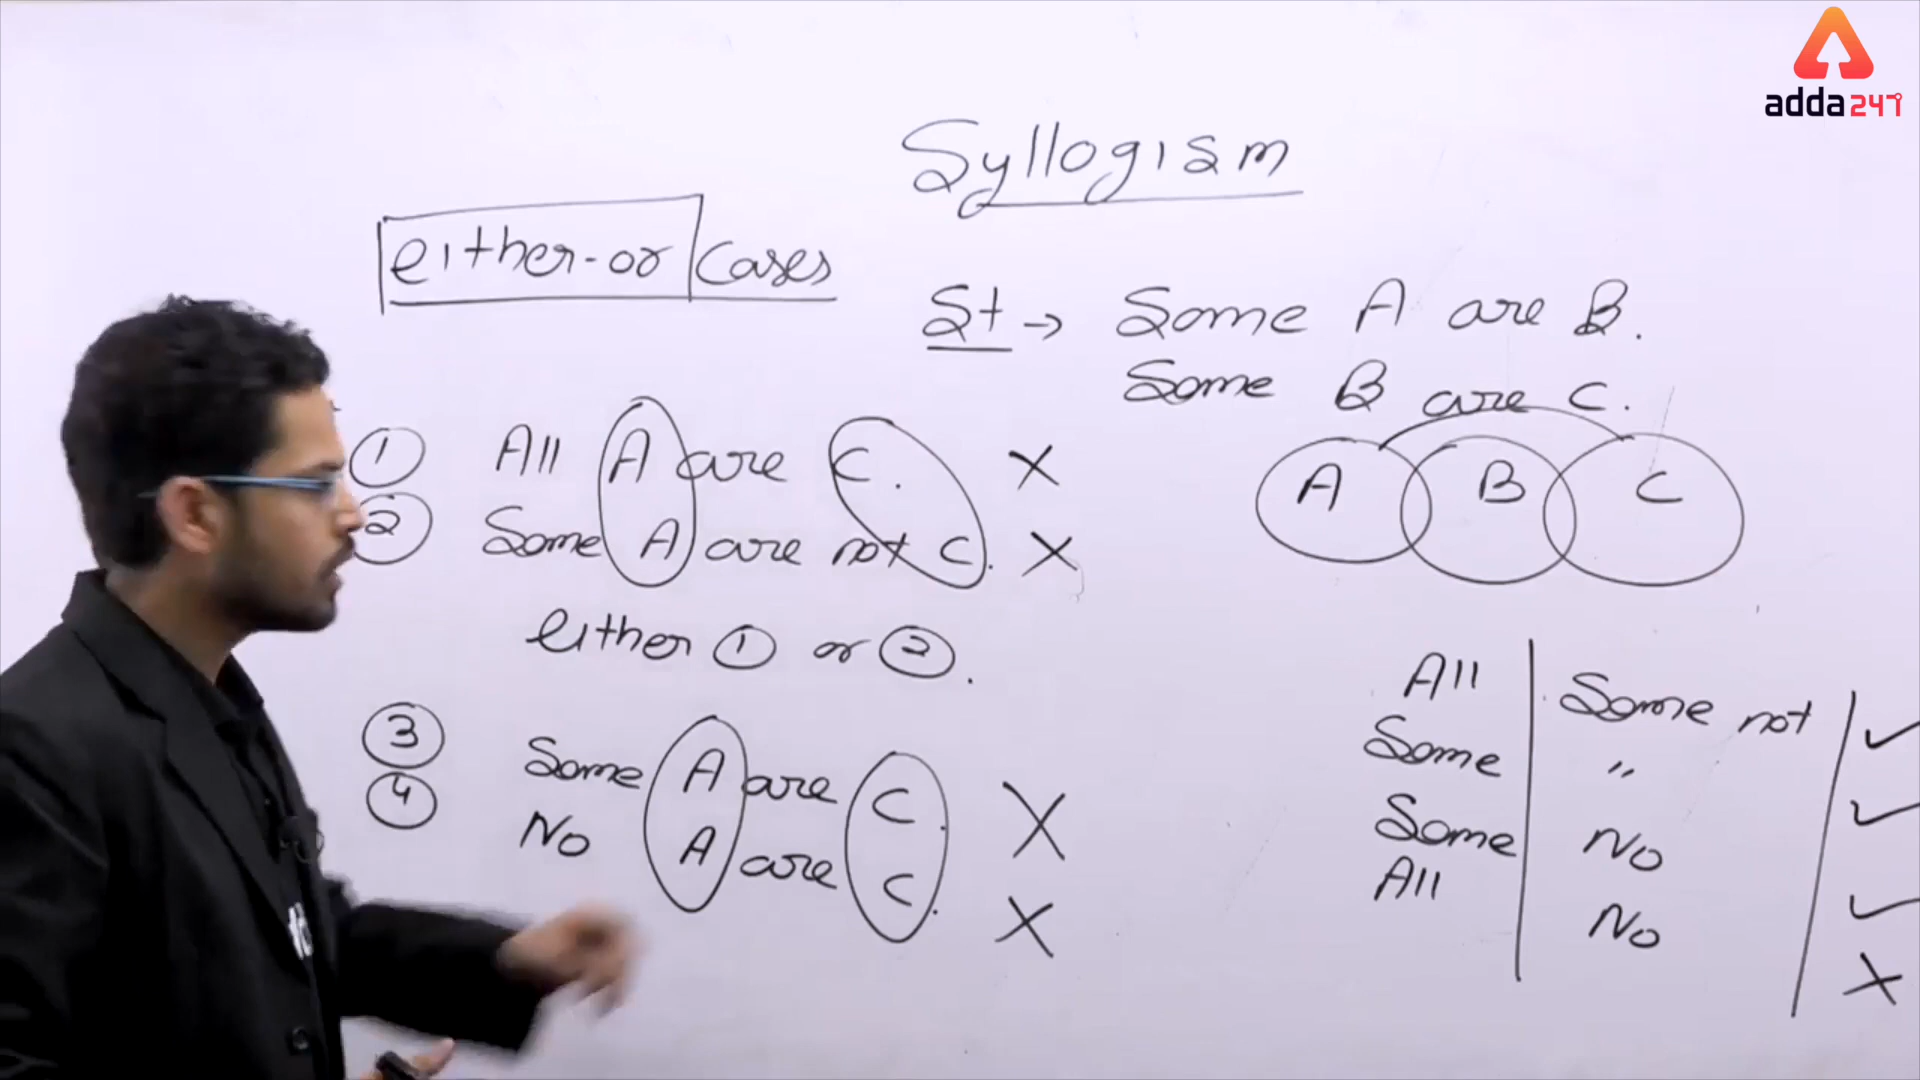 adda247
Syllogism
either-or cases
St → Some A are B.
Some B are C.
① All A are C. X
② Some A are not C. X
either ① or ②.
③ Some A are C. X
④ No A are C. X
A B C
All | Some not | ✓
Some | " | ✓
Some | No | ✓
All | No | X